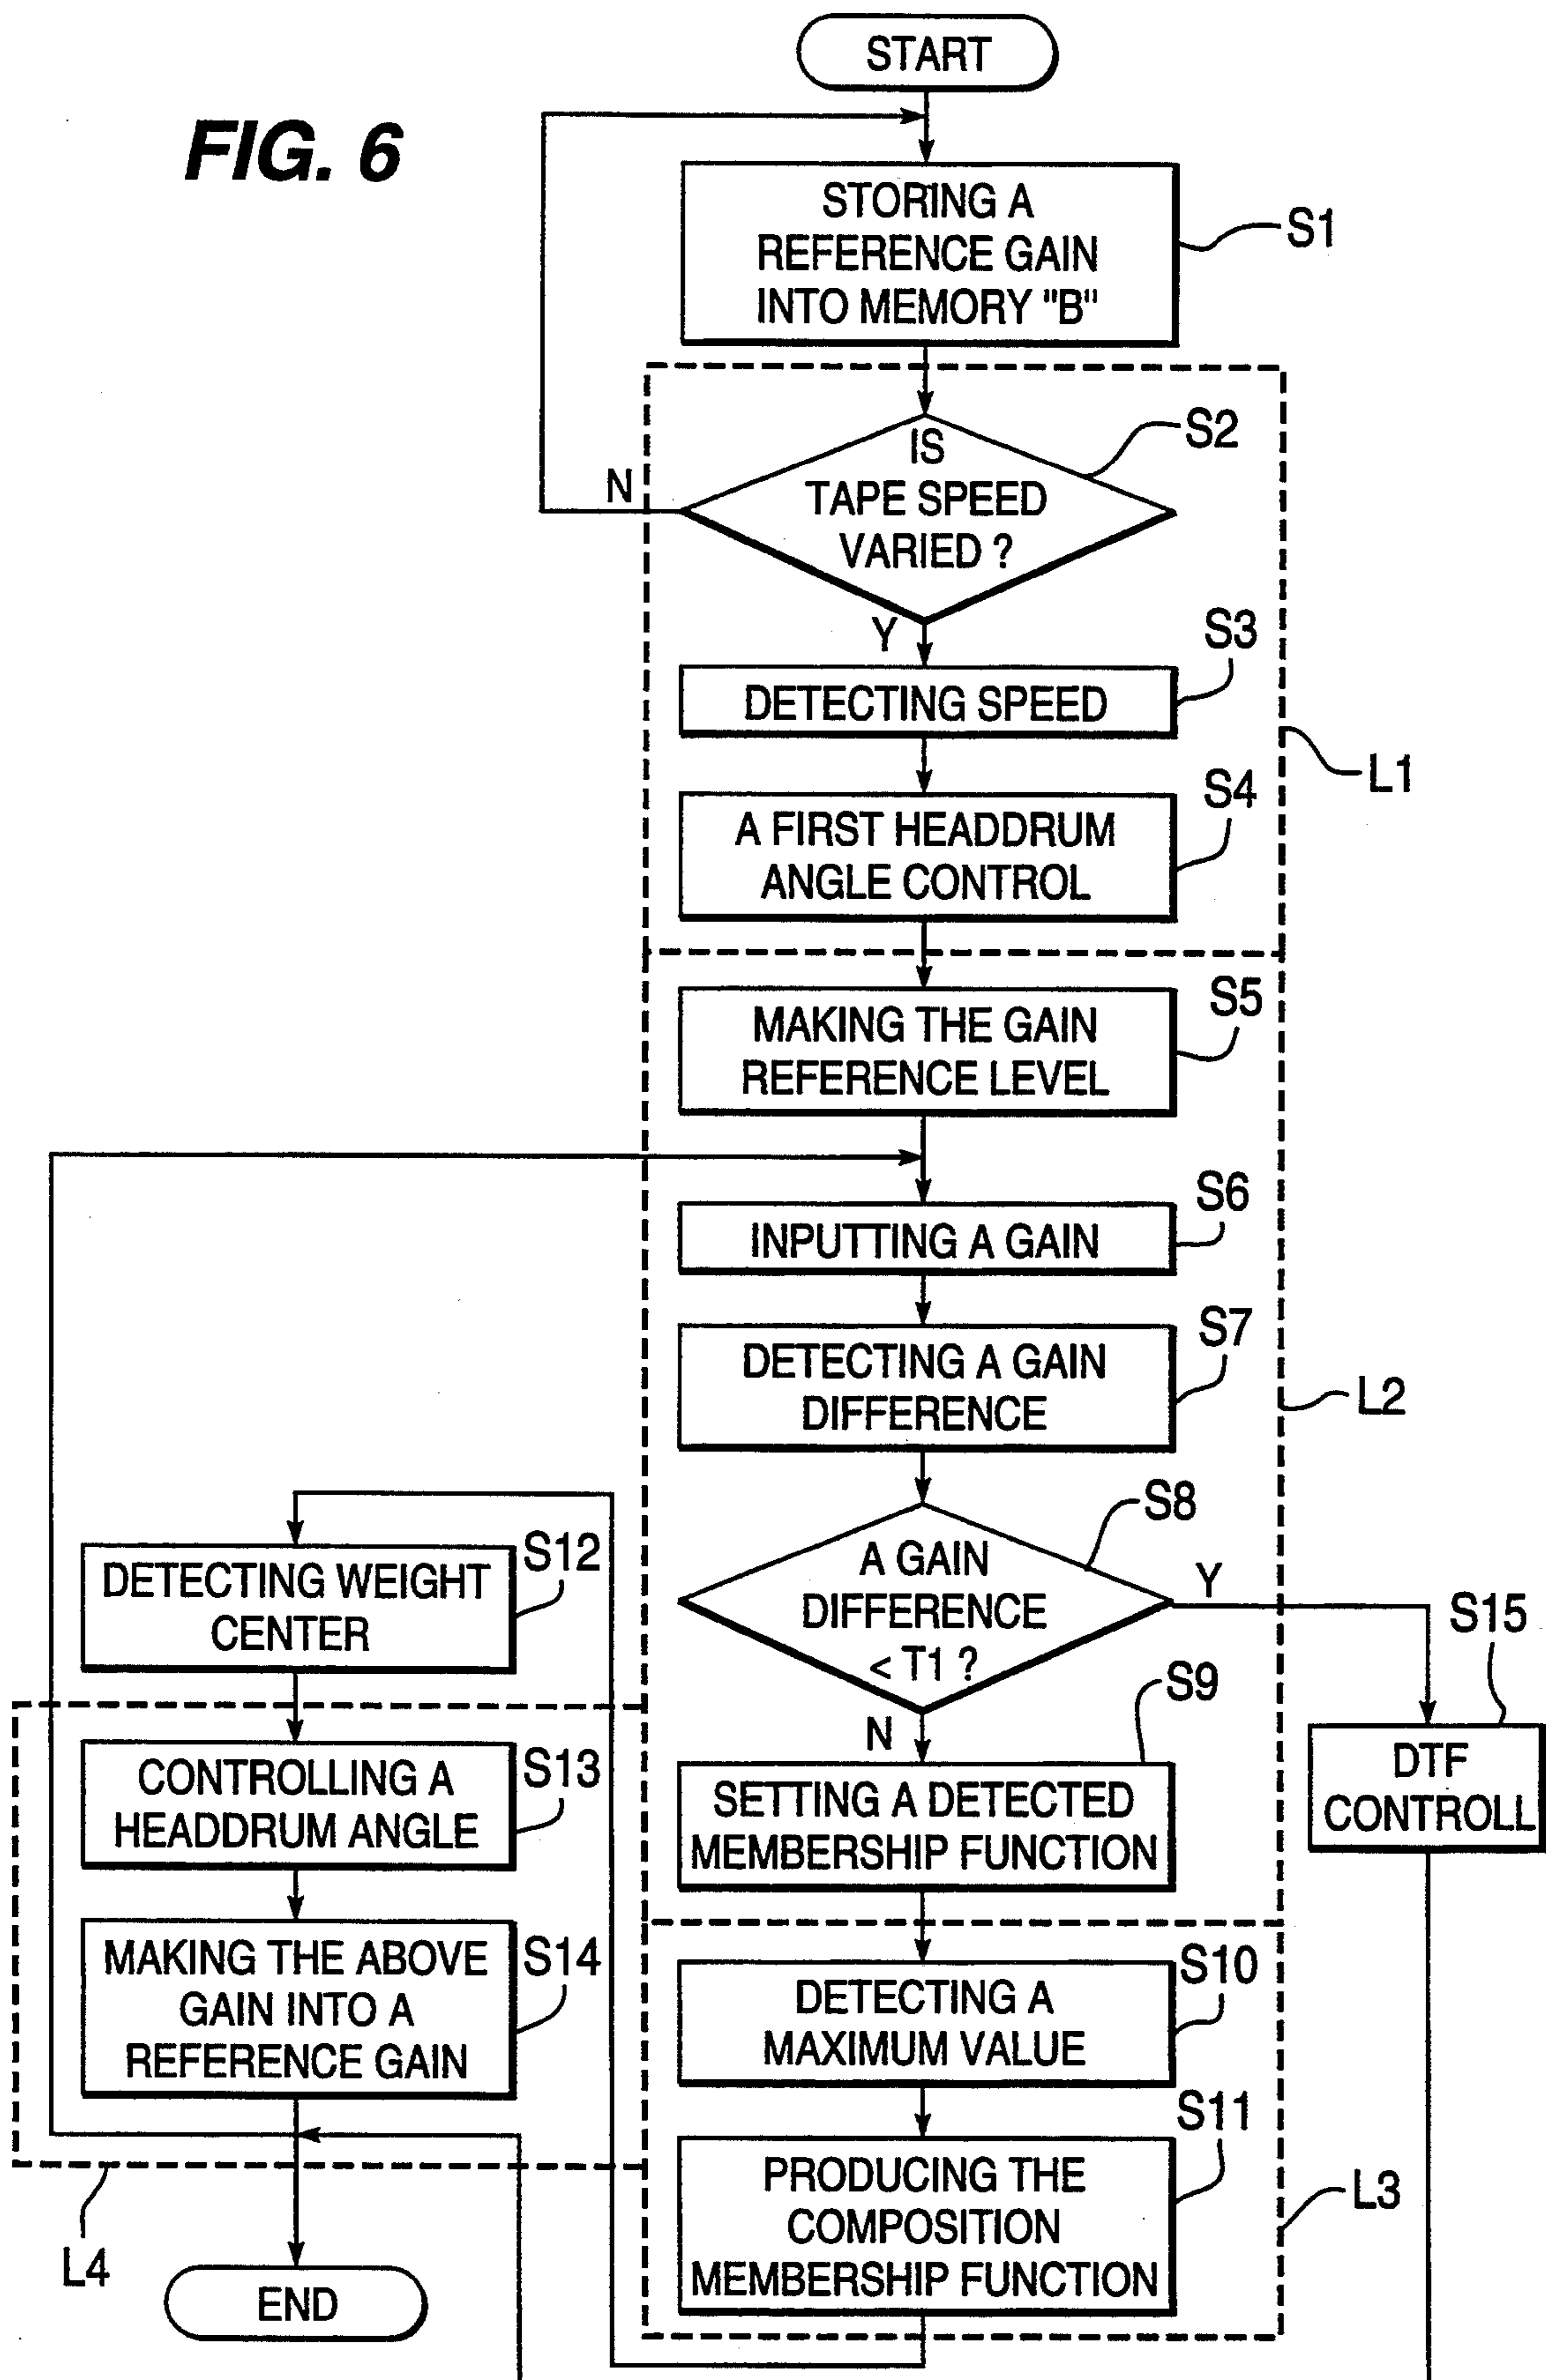 FIG. 6
START
STORING A
REFERENCE GAIN
INTO MEMORY "B"
S1
IS
TAPE SPEED
VARIED ?
S2
N
Y
DETECTING SPEED
S3
L1
A FIRST HEADDRUM
ANGLE CONTROL
S4
MAKING THE GAIN
REFERENCE LEVEL
S5
INPUTTING A GAIN
S6
DETECTING A GAIN
DIFFERENCE
S7
L2
A GAIN
DIFFERENCE
< T1 ?
S8
Y
N
S15
DTF
CONTROLL
SETTING A DETECTED
MEMBERSHIP FUNCTION
S9
DETECTING A
MAXIMUM VALUE
S10
PRODUCING THE
COMPOSITION
MEMBERSHIP FUNCTION
S11
L3
DETECTING WEIGHT
CENTER
S12
CONTROLLING A
HEADDRUM ANGLE
S13
MAKING THE ABOVE
GAIN INTO A
REFERENCE GAIN
S14
L4
END